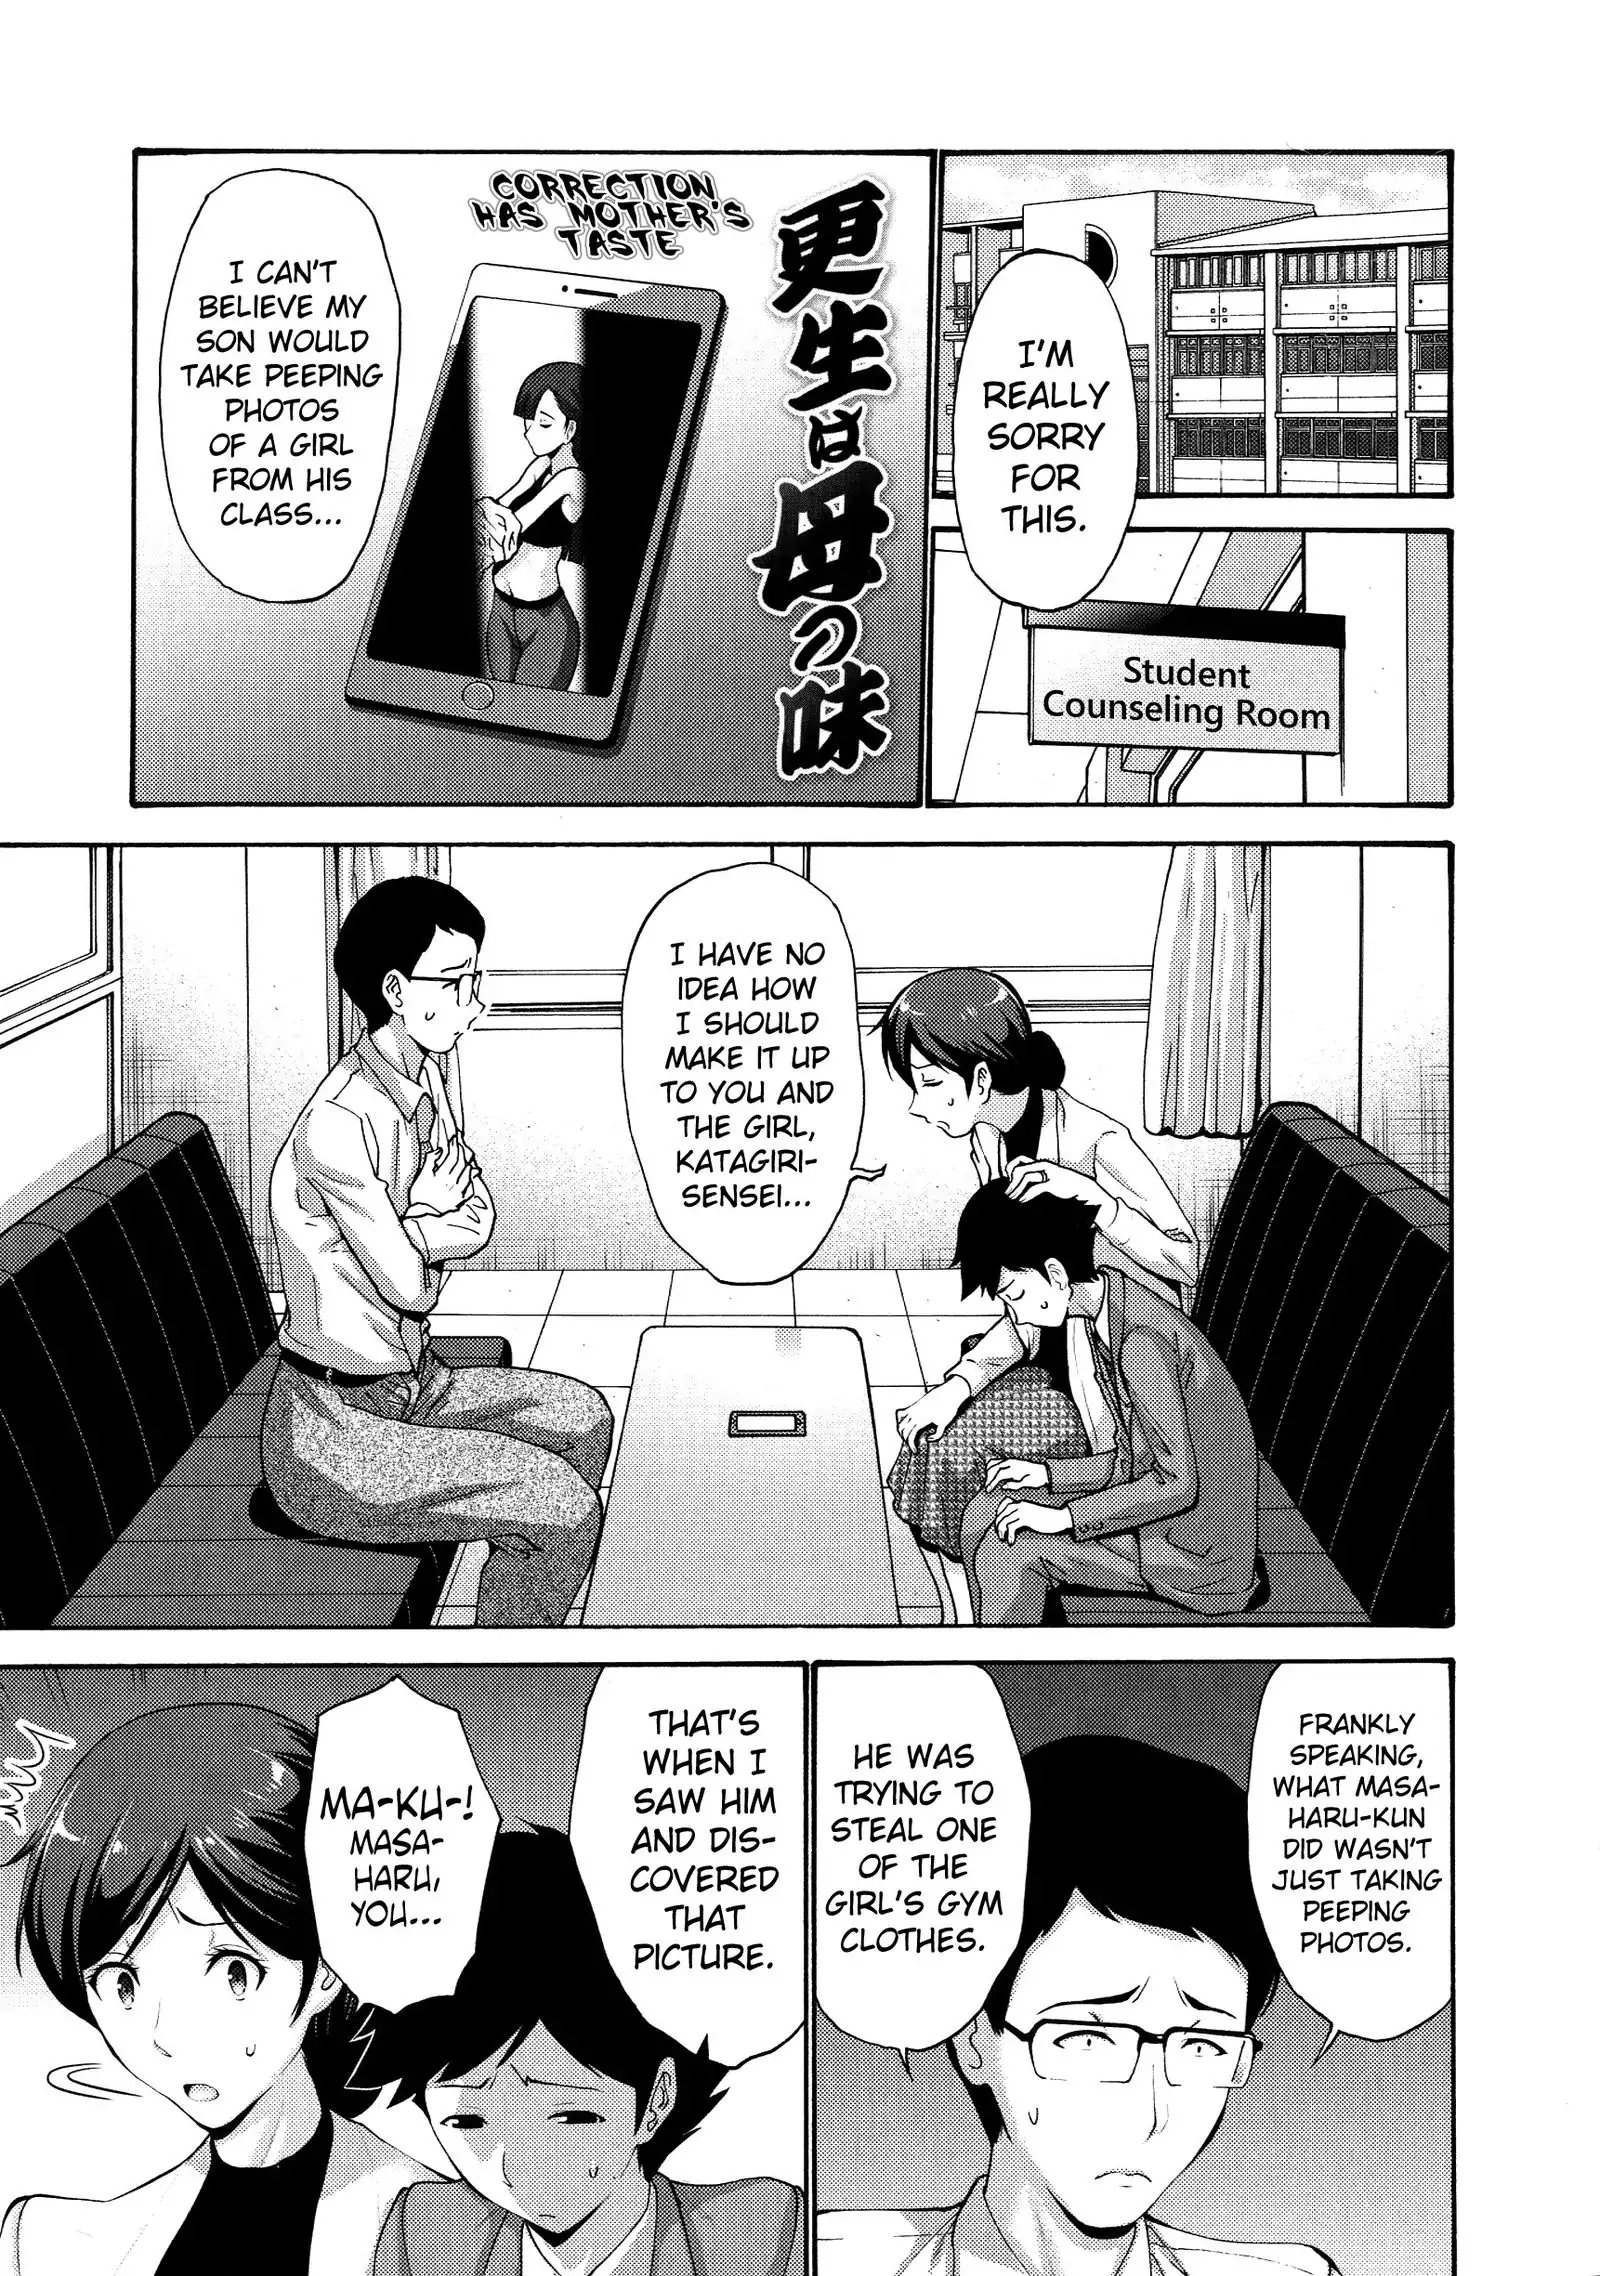 I'M
REALLY
SORRY
FOR
THIS.
Student
Counseling Room
更生は母の味
CORRECTION
HAS MOTHER'S
TASTE
I CAN'T
BELIEVE MY
SON WOULD
TAKE PEEPING
PHOTOS
OF A GIRL
FROM HIS
CLASS...
I HAVE NO
IDEA HOW
I SHOULD
MAKE IT UP
TO YOU AND
THE GIRL,
KATAGIRI-
SENSEI...
FRANKLY
SPEAKING,
WHAT MASA-
HARU-KUN
DID WASN'T
JUST TAKING
PEEPING
PHOTOS.
HE WAS
TRYING TO
STEAL ONE
OF THE
GIRL'S GYM
CLOTHES.
THAT'S
WHEN I
SAW HIM
AND DIS-
COVERED
THAT
PICTURE.
MA-KU-!
MASA-
HARU,
YOU...